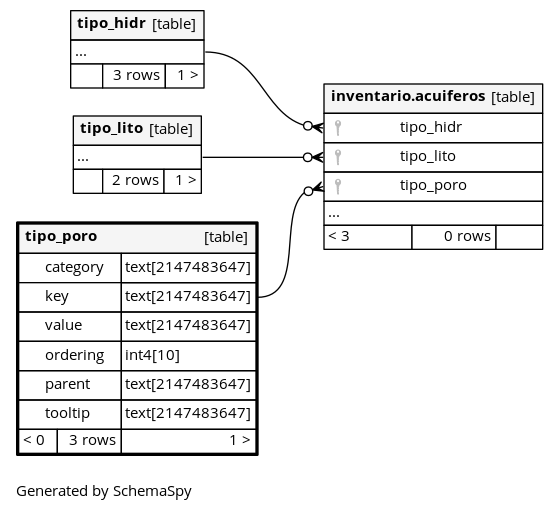 tipo_hidr [table]
...
3 rows 1 >
tipo_lito [table]
...
2 rows 1 >
inventario.acuiferos [table]
tipo_hidr
tipo_lito
tipo_poro
...
< 3 0 rows
tipo_poro [table]
category text[2147483647]
key text[2147483647]
value text[2147483647]
ordering int4[10]
parent text[2147483647]
tooltip text[2147483647]
< 0 3 rows 1 >
Generated by SchemaSpy